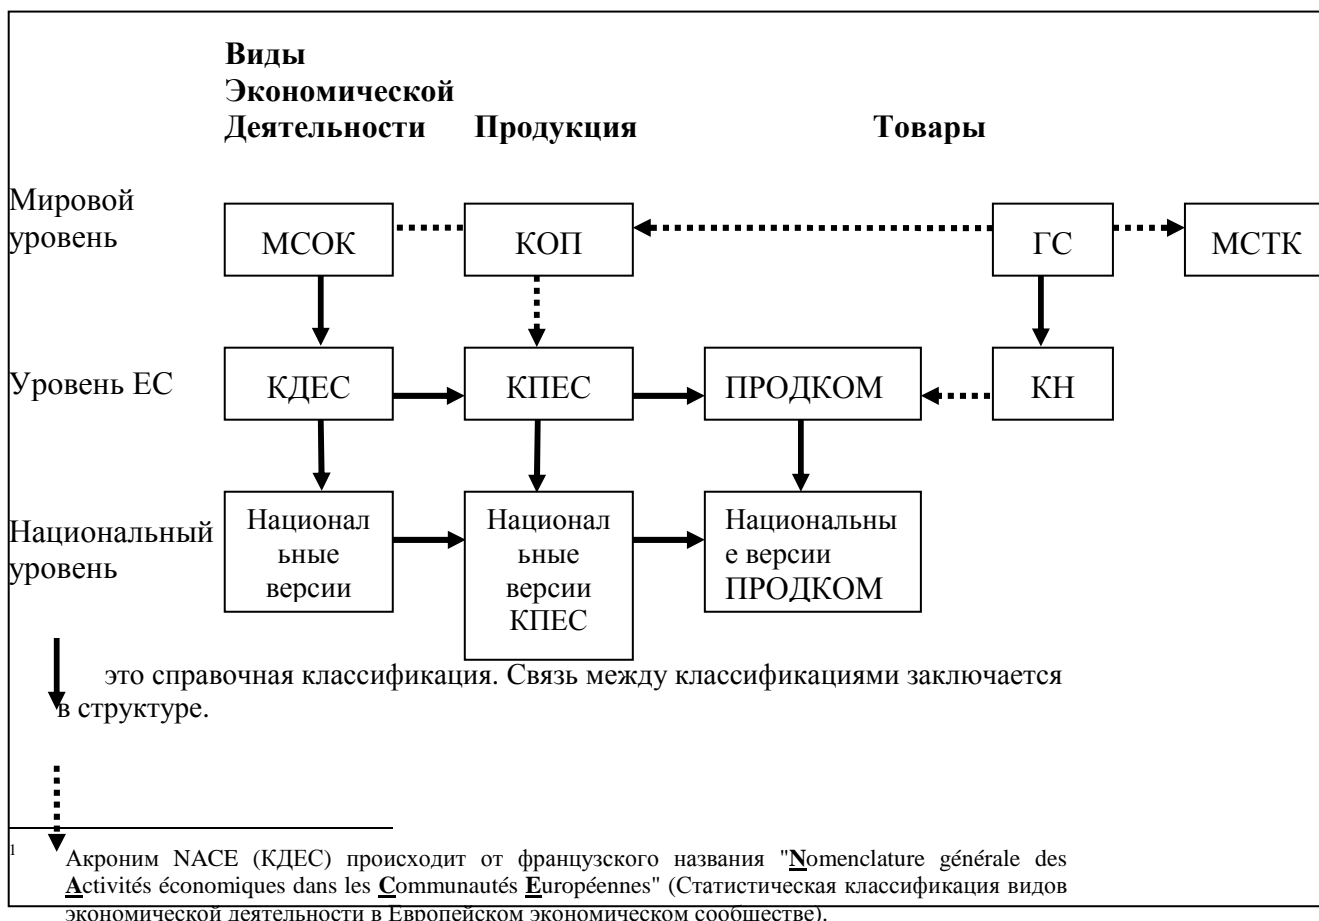 Виды
Экономической
Деятельности Продукция Товары
Мировой
уровень
МСОК КОП ГС МСТК
Уровень ЕС КДЕС КПЕС ПРОДКОМ КН
Национальный
уровень
Национал
ьные
версии
Национал
ьные
версии
КПЕС
Национальны
е версии
ПРОДКОМ
это справочная классификация. Связь между классификациями заключается
в структуре.
1 Акроним NACE (КДЕС) происходит от французского названия "Nomenclature générale des
Activités économiques dans les Communautés Européennes" (Статистическая классификация видов
экономической деятельности в Европейском экономическом сообществе).